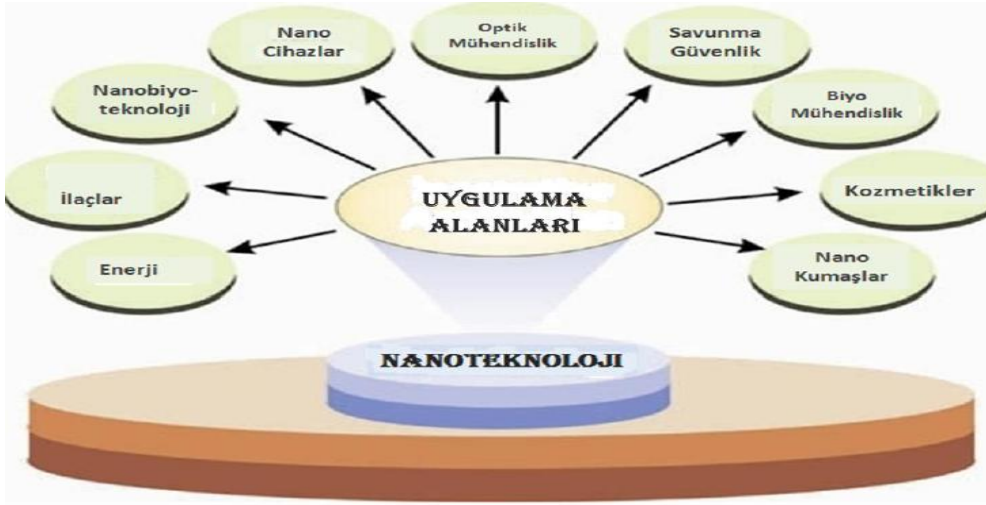 Nano
Cihazlar
Optik
Mühendislik
Savunma
Güvenlik
Nanobiyo-
teknoloji
Biyo
Mühendislik
İlaçlar
UYGULAMA
ALANLARI
Kozmetikler
Enerji
Nano
Kumaşlar
NANOTEKNOLOJI